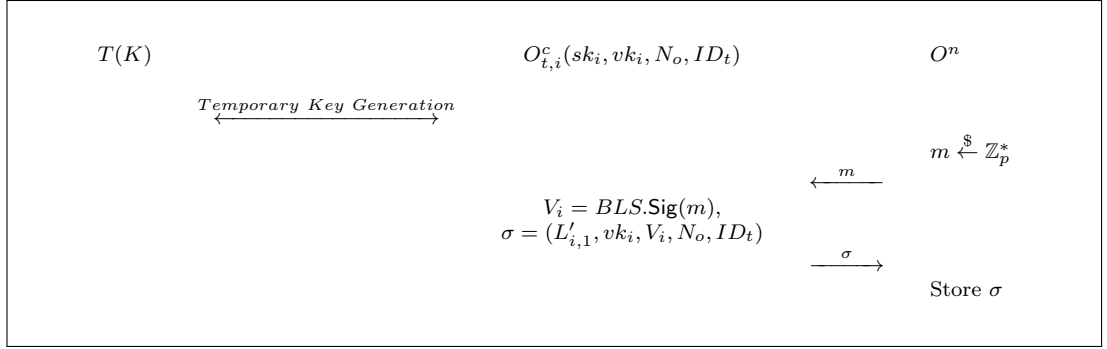 T(K) O^c_{t,i}(sk_i, vk_i, N_o, ID_t) O^n
Temporary Key Generation
m $← ℤ*_p
m
V_i = BLS.Sig(m),
σ = (L'_{i,1}, vk_i, V_i, N_o, ID_t)
σ
Store σ